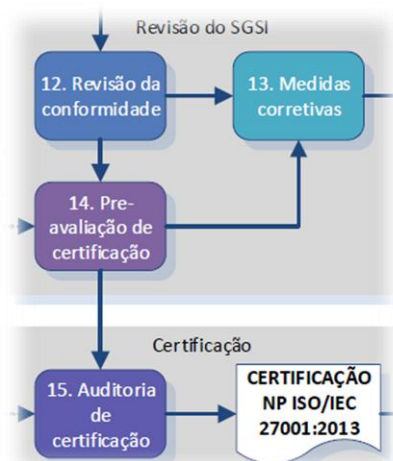 Revisão do SGSI
12. Revisão da
conformidade
13. Medidas
corretivas
14. Pre-
avaliação de
certificação
Certificação
15. Auditoria
de
certificação
CERTIFICAÇÃO
NP ISO/IEC
27001:2013